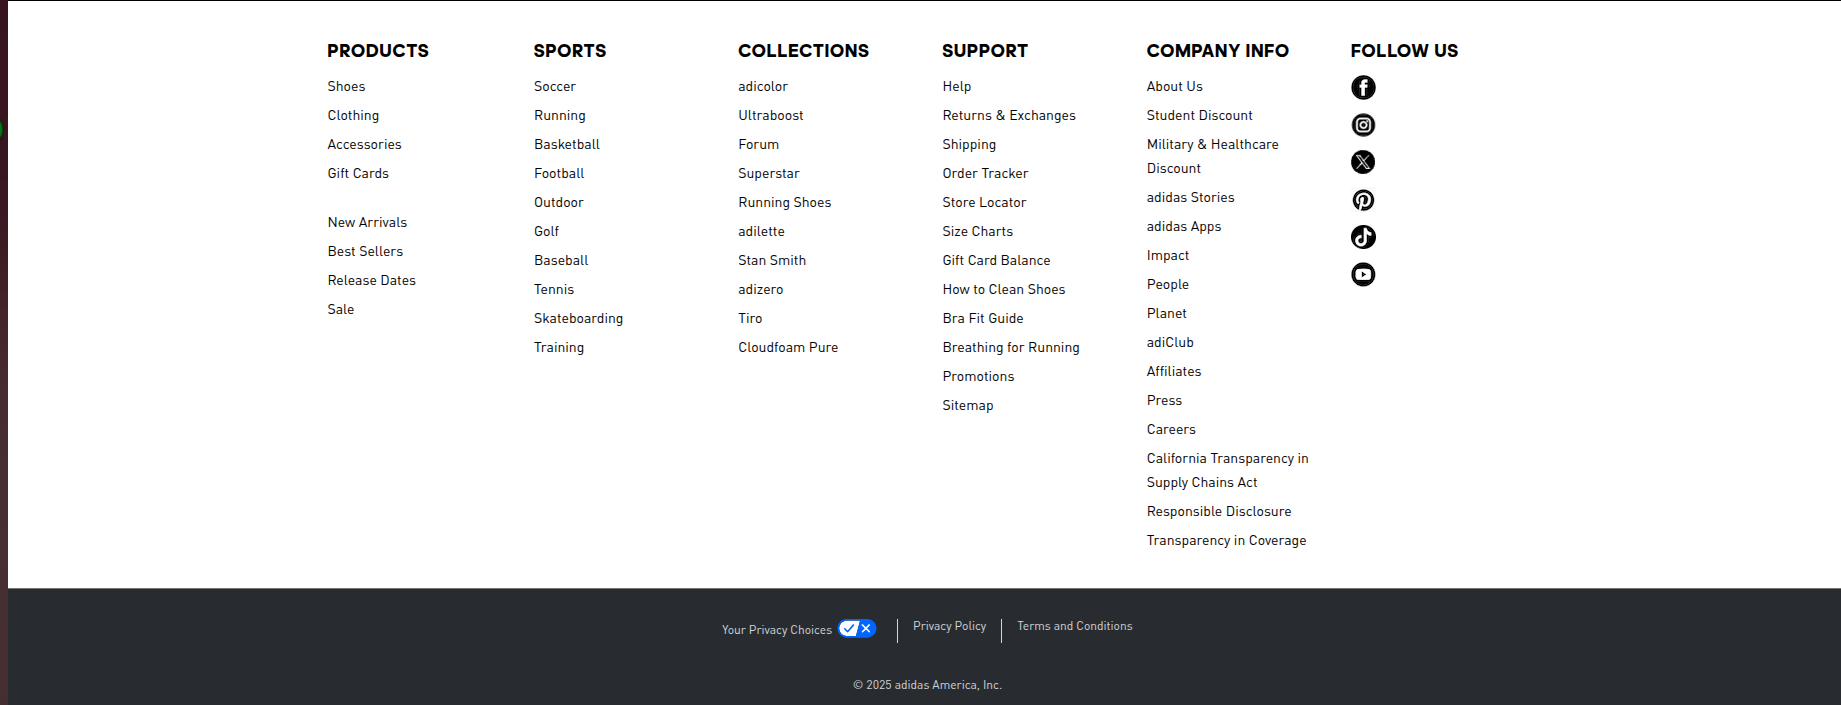 PRODUCTS
Shoes
Clothing
Accessories
Gift Cards
New Arrivals
Best Sellers
Release Dates
Sale
SPORTS
Soccer
Running
Basketball
Football
Outdoor
Golf
Baseball
Tennis
Skateboarding
Training
COLLECTIONS
adicolor
Ultraboost
Forum
Superstar
Running Shoes
adilette
Stan Smith
adizero
Tiro
Cloudfoam Pure
SUPPORT
Help
Returns & Exchanges
Shipping
Order Tracker
Store Locator
Size Charts
Gift Card Balance
How to Clean Shoes
Bra Fit Guide
Breathing for Running
Promotions
Sitemap
COMPANY INFO
About Us
Student Discount
Military & Healthcare
Discount
adidas Stories
adidas Apps
Impact
People
Planet
adiClub
Affiliates
Press
Careers
California Transparency in
Supply Chains Act
Responsible Disclosure
Transparency in Coverage
FOLLOW US
Your Privacy Choices
Privacy Policy
Terms and Conditions
© 2025 adidas America, Inc.